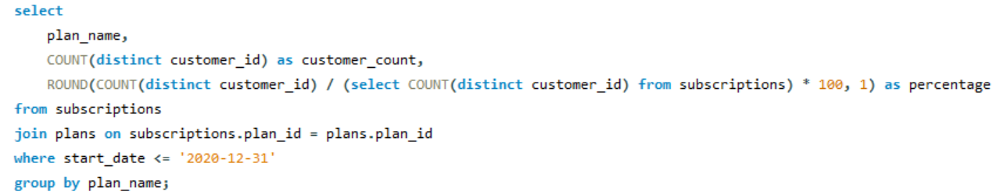 select
plan_name,
COUNT(distinct customer_id) as customer_count,
ROUND(COUNT(distinct customer_id) / (select COUNT(distinct customer_id) from subscriptions) * 100, 1) as percentage
from subscriptions
join plans on subscriptions.plan_id = plans.plan_id
where start_date <= '2020-12-31'
group by plan_name;